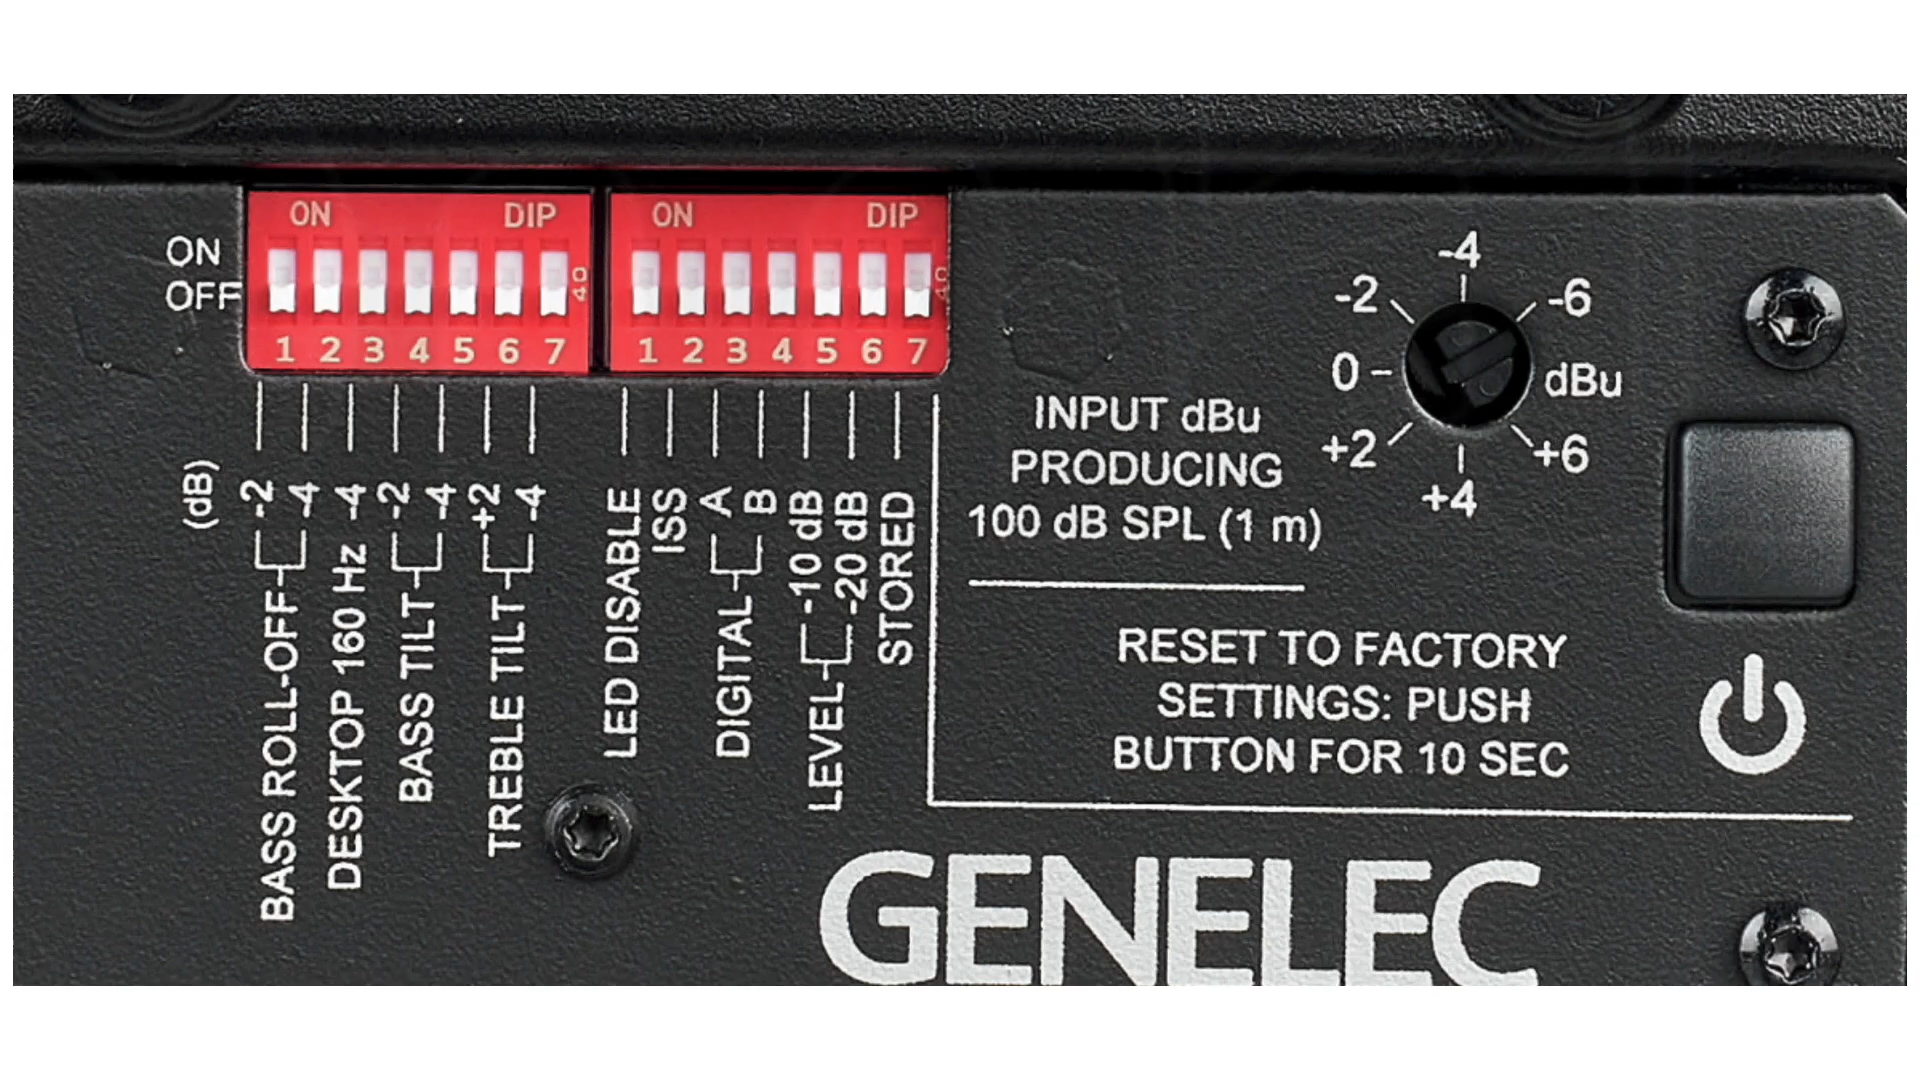 ON DIP
ON DIP
ON
OFF
1 2 3 4 5 6 7
1 2 3 4 5 6 7
(dB)
-2
-4
BASS ROLL-OFF
DESKTOP 160 Hz -4
-2
-4
BASS TILT
+2
-4
TREBLE TILT
LED DISABLE
ISS
A
B
DIGITAL
-10 dB
-20 dB
LEVEL
STORED
-4
-2 -6
0 dBu
+2 +6
+4
INPUT dBu
PRODUCING
100 dB SPL (1 m)
RESET TO FACTORY
SETTINGS: PUSH
BUTTON FOR 10 SEC
GENELEC